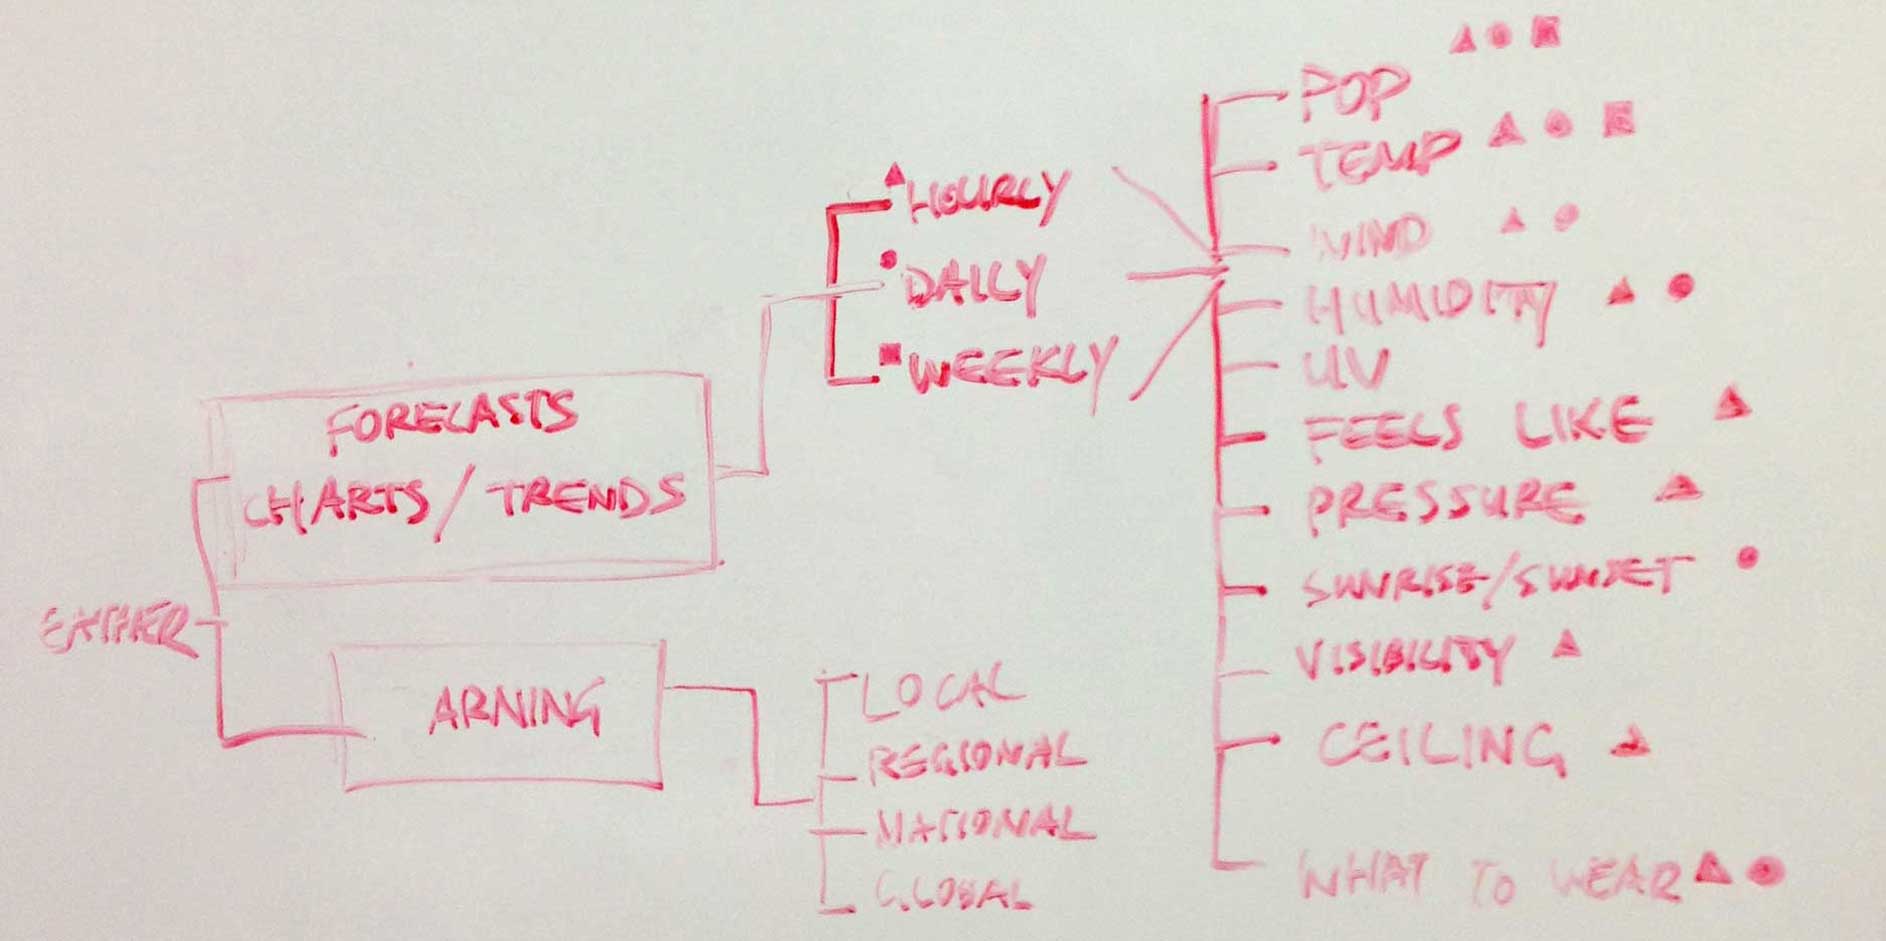 EATHER
FORECASTS
CHARTS/TRENDS
ARNING
HOURLY
DAILY
WEEKLY
LOCAL
REGIONAL
NATIONAL
GLOBAL
POP
TEMP
WIND
HUMIDITY
UV
FEELS LIKE
PRESSURE
SUNRISE/SUNSET
VISIBILITY
CEILING
WHAT TO WEAR